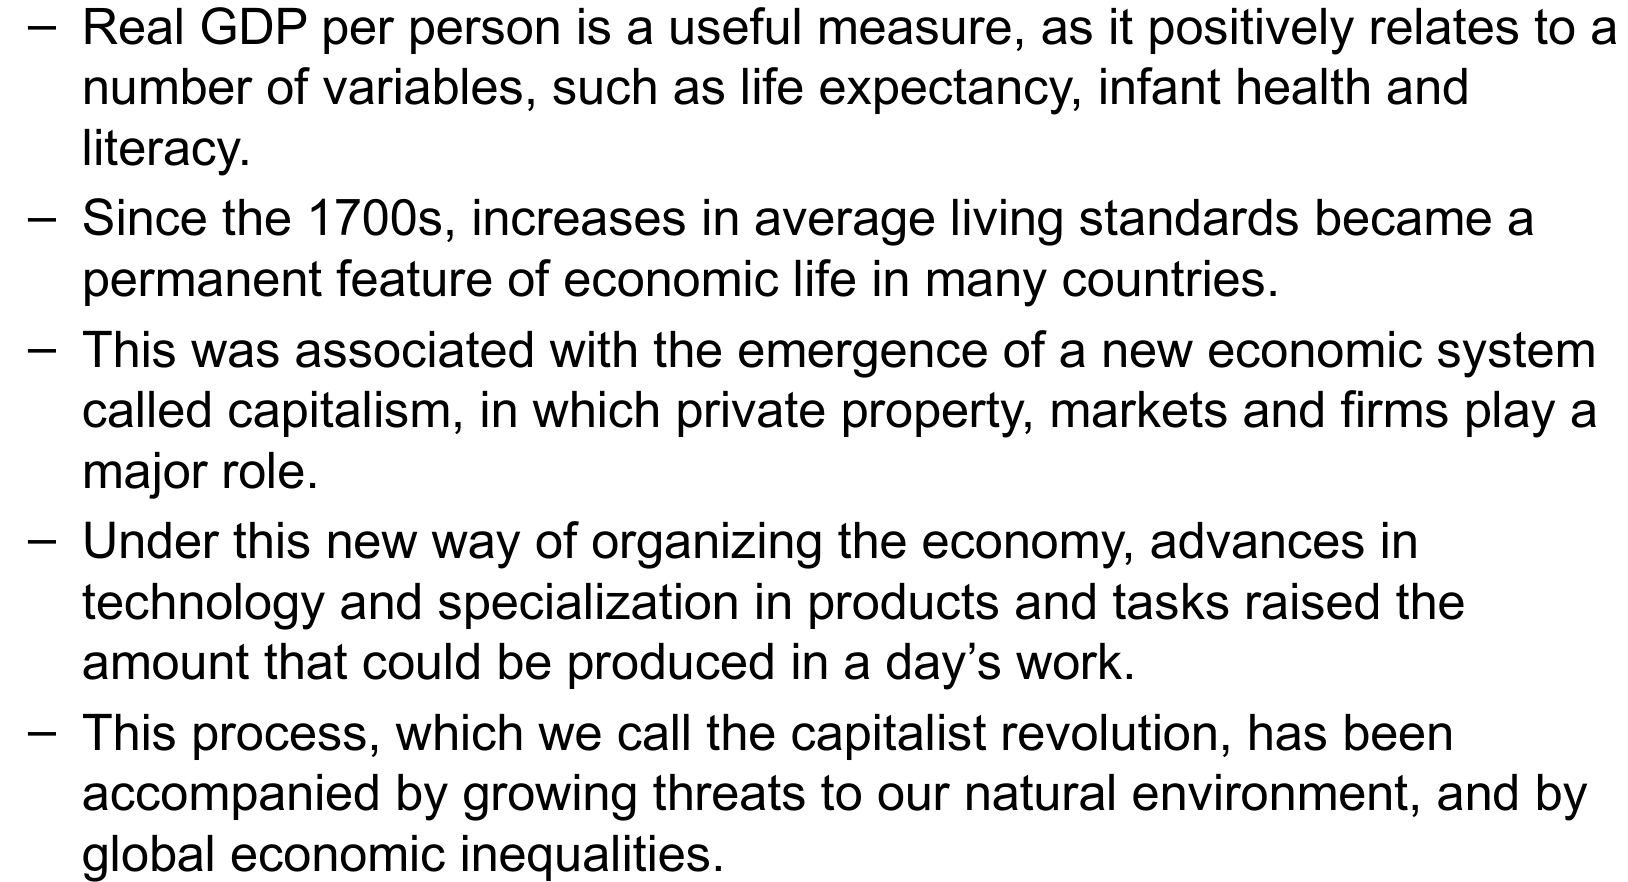 – Real GDP per person is a useful measure, as it positively relates to a
number of variables, such as life expectancy, infant health and
literacy.
– Since the 1700s, increases in average living standards became a
permanent feature of economic life in many countries.
– This was associated with the emergence of a new economic system
called capitalism, in which private property, markets and firms play a
major role.
– Under this new way of organizing the economy, advances in
technology and specialization in products and tasks raised the
amount that could be produced in a day’s work.
– This process, which we call the capitalist revolution, has been
accompanied by growing threats to our natural environment, and by
global economic inequalities.